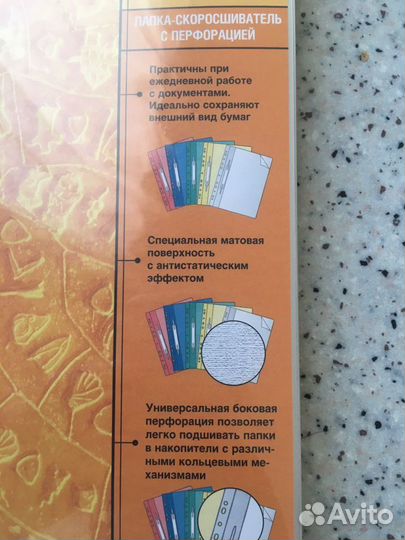 ПАПКА-СКОРОСШИВАТЕЛЬ
С ПЕРФОРАЦИЕЙ
Практичны при
ежедневной работе
с документами.
Идеально сохраняют
внешний вид бумаг
Специальная матовая
поверхность
с антистатическим
эффектом
Универсальная боковая
перфорация позволяет
легко подшивать папки
в накопители с различ-
ными кольцевыми ме-
ханизмами
Avito